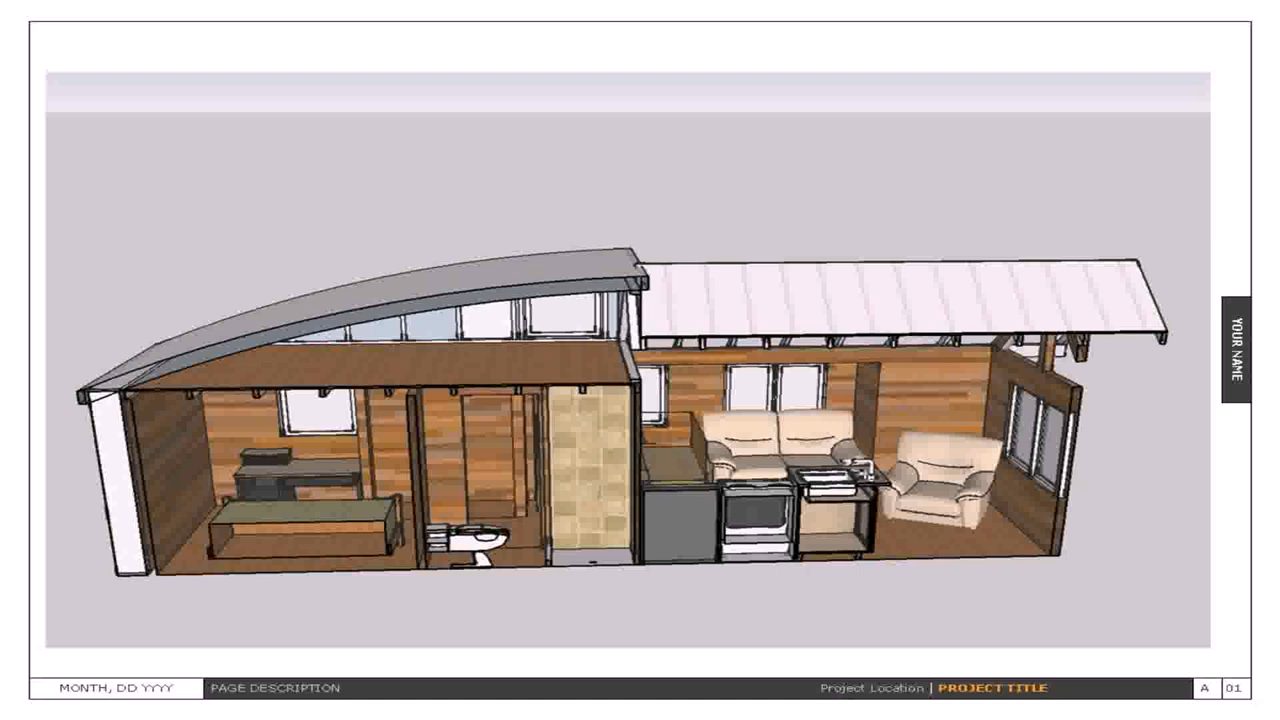 YOUR NAME
MONTH, DD YYYY
PAGE DESCRIPTION
Project Location | PROJECT TITLE
A 01